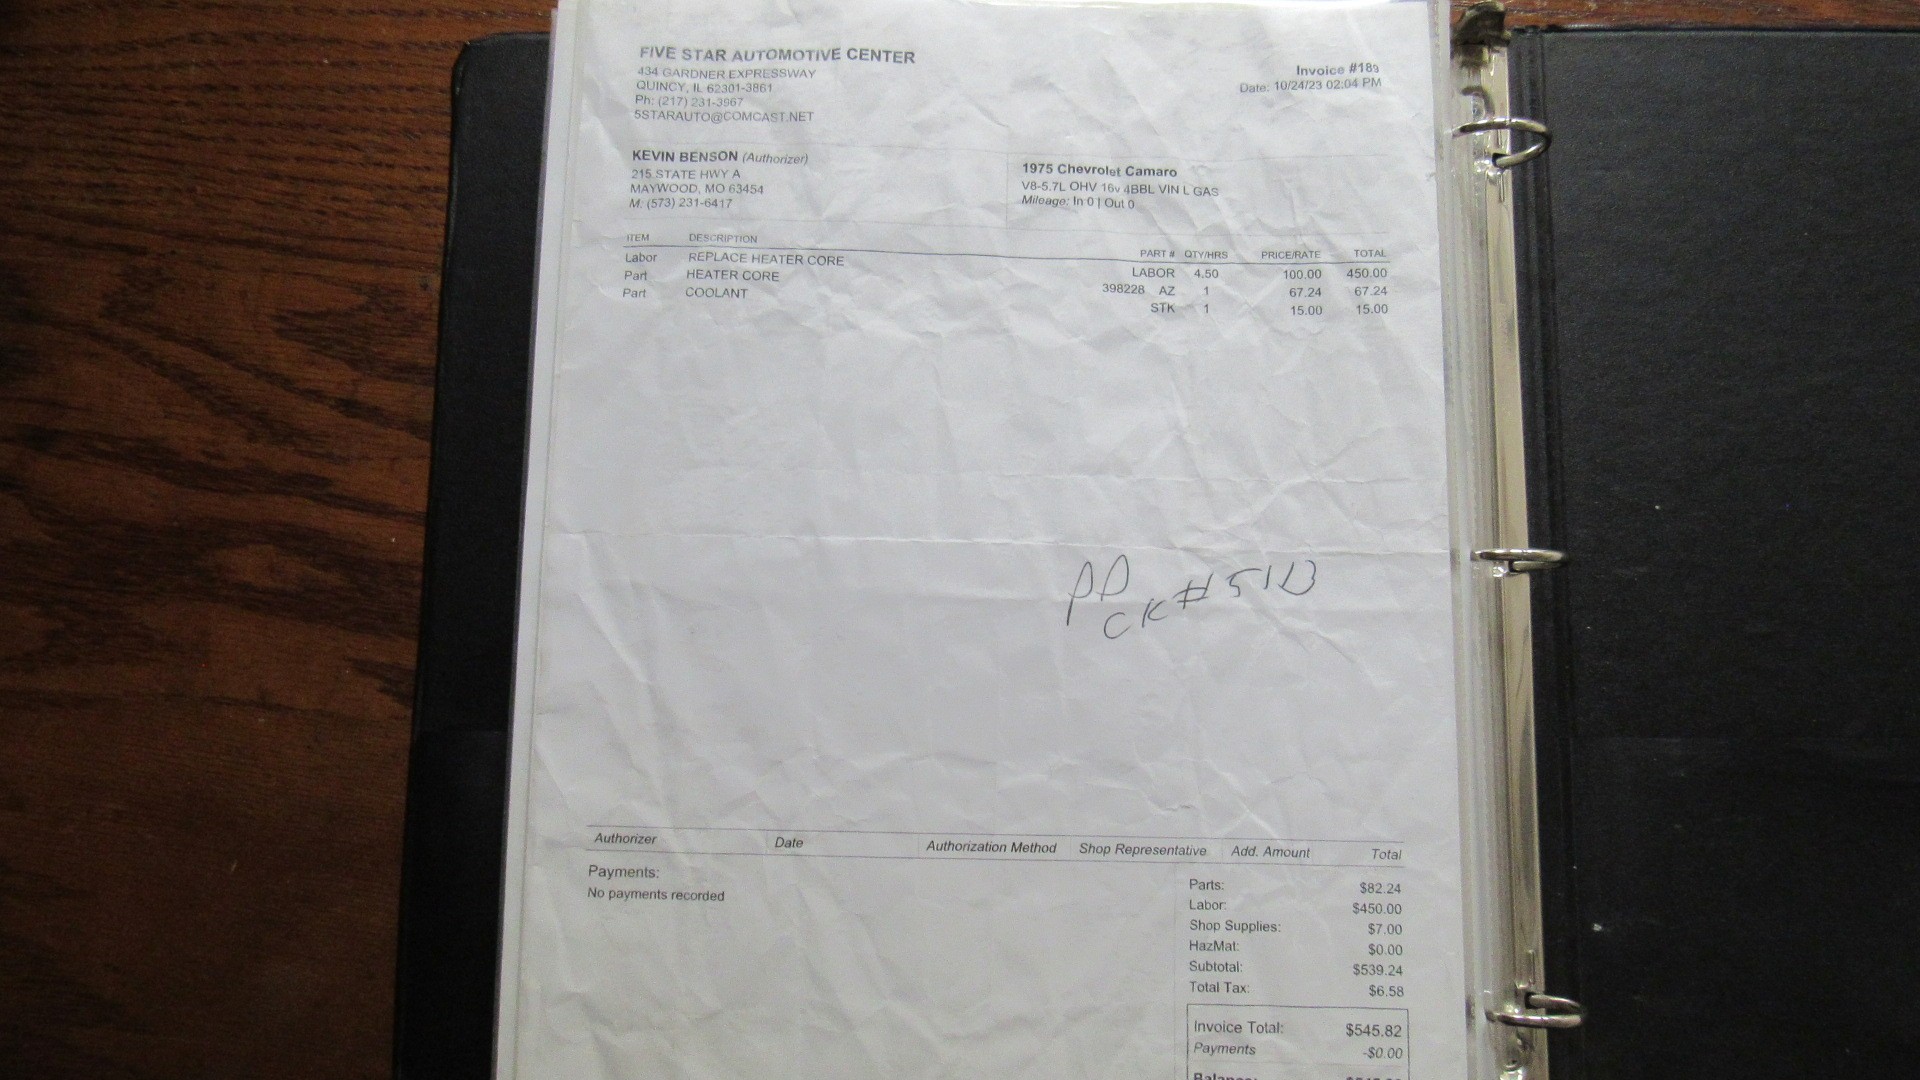 FIVE STAR AUTOMOTIVE CENTER
434 GARDNER EXPRESSWAY
QUINCY, IL 62301-3861
Ph: (217) 231-3967
5STARAUTO@COMCAST.NET
Invoice #189
Date: 10/24/23 02:04 PM
KEVIN BENSON (Authorizer)
215 STATE HWY A
MAYWOOD, MO 63454
M: (573) 231-6417
1975 Chevrolet Camaro
V8-5.7L OHV 16v 4BBL VIN L GAS
Mileage: In 0 | Out 0
ITEM DESCRIPTION PART # QTY/HRS PRICE/RATE TOTAL
Labor REPLACE HEATER CORE LABOR 4.50 100.00 450.00
Part HEATER CORE 398228 AZ 1 67.24 67.24
Part COOLANT STK 1 15.00 15.00
PD
CK#5113
Authorizer Date Authorization Method Shop Representative Add. Amount Total
Payments:
No payments recorded
Parts: $82.24
Labor: $450.00
Shop Supplies: $7.00
HazMat: $0.00
Subtotal: $539.24
Total Tax: $6.58
Invoice Total: $545.82
Payments -$0.00
Balance: